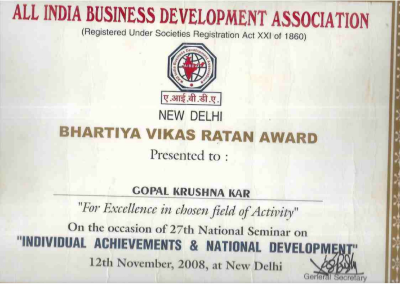 ALL INDIA BUSINESS DEVELOPMENT ASSOCIATION
(Registered Under Societies Registration Act XXI of 1860)
ए.आई.बी.डी.ए.
NEW DELHI
BHARTIYA VIKAS RATAN AWARD
Presented to :
GOPAL KRUSHNA KAR
"For Excellence in chosen field of Activity"
On the occasion of 27th National Seminar on
"INDIVIDUAL ACHIEVEMENTS & NATIONAL DEVELOPMENT"
12th November, 2008, at New Delhi
General Secretary